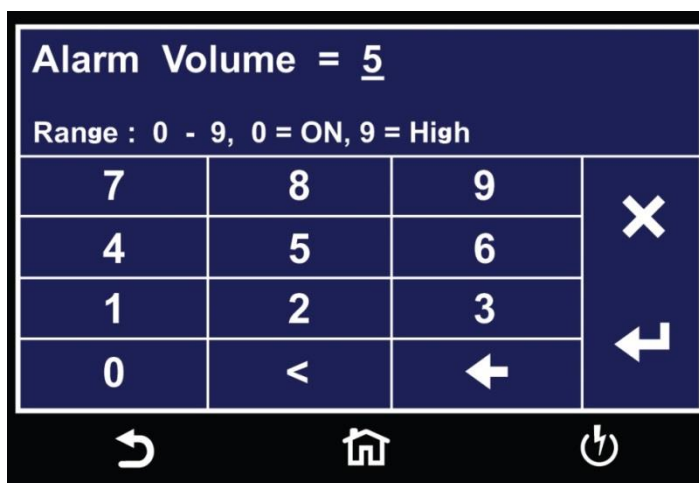 Alarm Volume = 5
Range : 0 - 9, 0 = ON, 9 = High
7 8 9
4 5 6
1 2 3
0 <